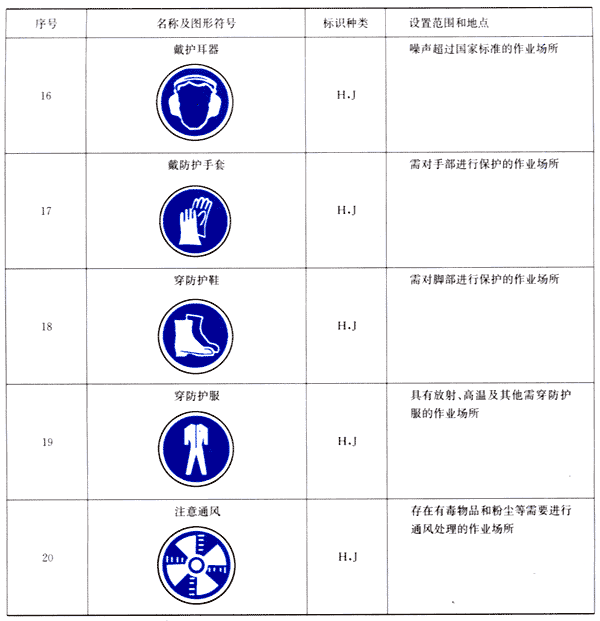 序号 名称及图形符号 标识种类 设置范围和地点
16 戴护耳器 H.J 噪声超过国家标准的作业场所
17 戴防护手套 H.J 需对手部进行保护的作业场所
18 穿防护鞋 H.J 需对脚部进行保护的作业场所
19 穿防护服 H.J 具有放射、高温及其他需穿防护
服的作业场所
20 注意通风 H.J 存在有毒物品和粉尘等需要进行
通风处理的作业场所